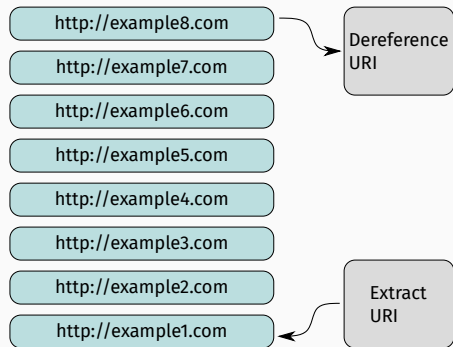 http://example8.com
Dereference
URI
http://example7.com
http://example6.com
http://example5.com
http://example4.com
http://example3.com
http://example2.com
Extract
URI
http://example1.com